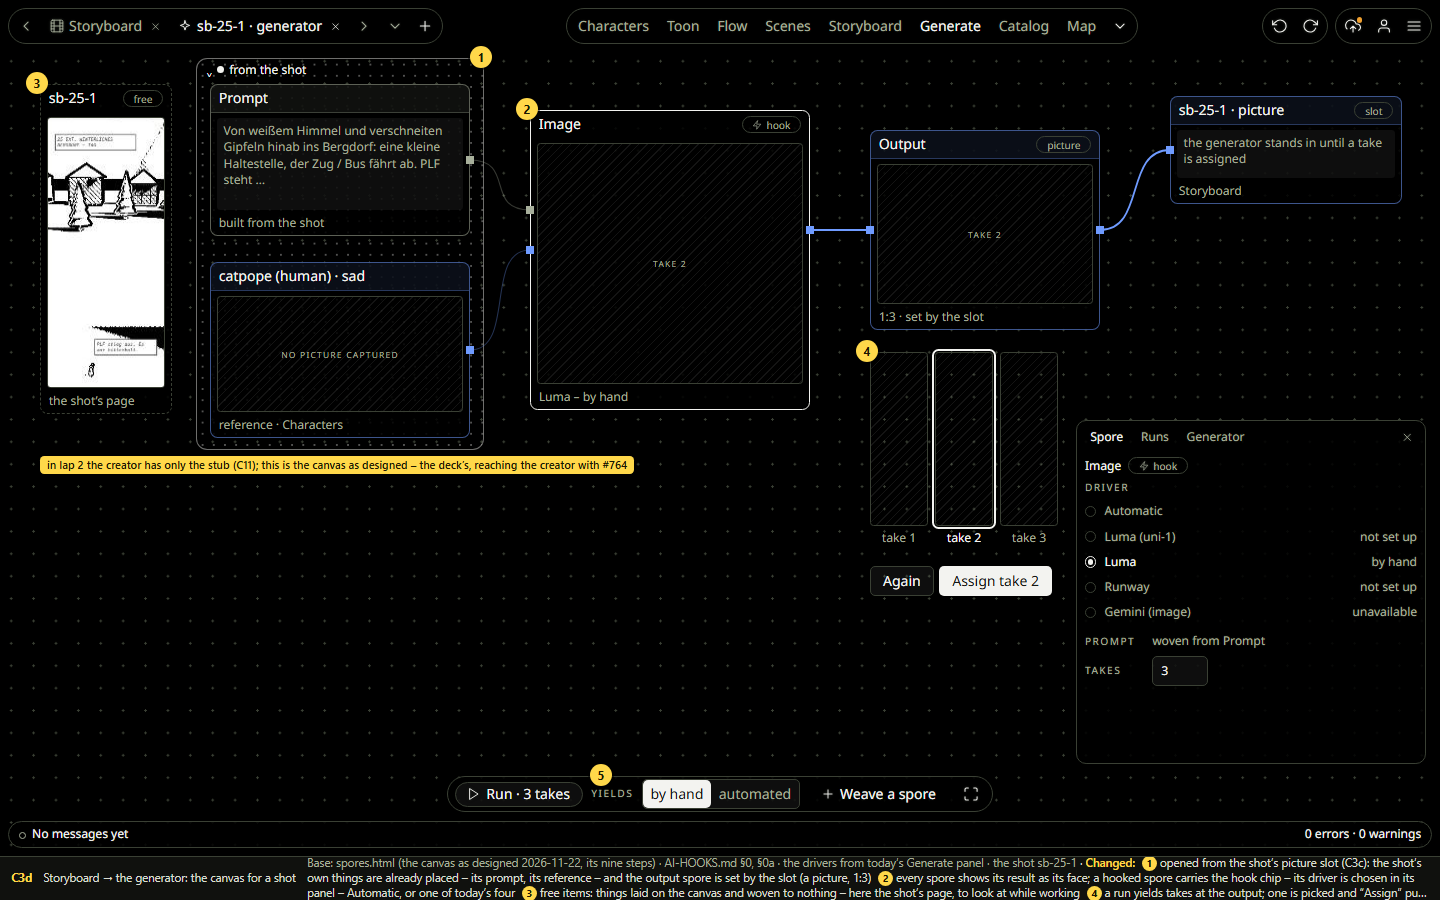 Storyboard
sb-25-1 · generator
Characters Toon Flow Scenes Storyboard Generate Catalog Map
1
from the shot
3
sb-25-1
free
the shot's page
Prompt
Von weißem Himmel und verschneiten
Gipfeln hinab ins Bergdorf: eine kleine
Haltestelle, der Zug / Bus fährt ab. PLF
steht ...
built from the shot
catpope (human) · sad
NO PICTURE CAPTURED
reference · Characters
2
Image
hook
TAKE 2
Luma – by hand
Output
picture
TAKE 2
1:3 · set by the slot
sb-25-1 · picture
slot
the generator stands in until a take
is assigned
Storyboard
4
take 1 take 2 take 3
Again
Assign take 2
in lap 2 the creator has only the stub (C11); this is the canvas as designed – the deck's, reaching the creator with #764
Spore Runs Generator
Image
hook
DRIVER
Automatic
Luma (uni-1) not set up
Luma by hand
Runway not set up
Gemini (image) unavailable
PROMPT woven from Prompt
TAKES 3
5
Run · 3 takes
YIELDS
by hand automated
Weave a spore
No messages yet
0 errors · 0 warnings
C3d Storyboard → the generator: the canvas for a shot
Base: spores.html (the canvas as designed 2026-11-22, its nine steps) · AI-HOOKS.md §0, §0a · the drivers from today's Generate panel · the shot sb-25-1 · Changed: 1 opened from the shot's picture slot (C3c): the shot's
own things are already placed – its prompt, its reference – and the output spore is set by the slot (a picture, 1:3) 2 every spore shows its result as its face; a hooked spore carries the hook chip – its driver is chosen in its
panel – Automatic, or one of today's four 3 free items: things laid on the canvas and woven to nothing – here the shot's page, to look at while working 4 a run yields takes at the output; one is picked and "Assign" pu...